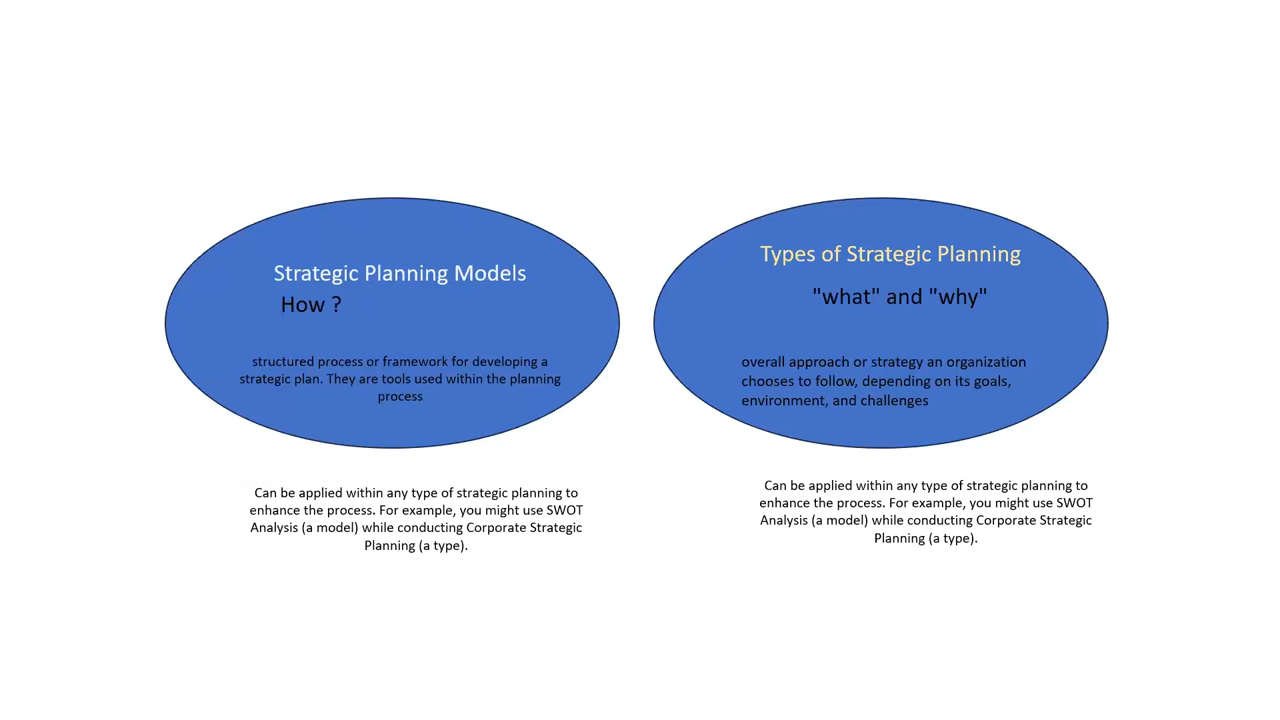 Strategic Planning Models
How ?
structured process or framework for developing a
strategic plan. They are tools used within the planning
process
Can be applied within any type of strategic planning to
enhance the process. For example, you might use SWOT
Analysis (a model) while conducting Corporate Strategic
Planning (a type).
Types of Strategic Planning
"what" and "why"
overall approach or strategy an organization
chooses to follow, depending on its goals,
environment, and challenges
Can be applied within any type of strategic planning to
enhance the process. For example, you might use SWOT
Analysis (a model) while conducting Corporate Strategic
Planning (a type).